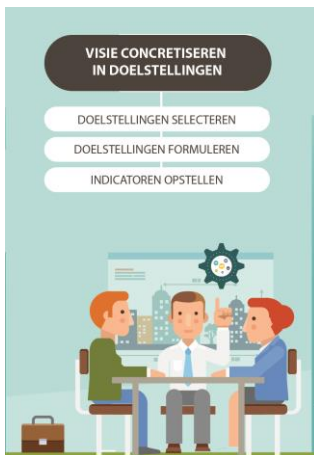 VISIE CONCRETISEREN
IN DOELSTELLINGEN
DOELSTELLINGEN SELECTEREN
DOELSTELLINGEN FORMULEREN
INDICATOREN OPSTELLEN